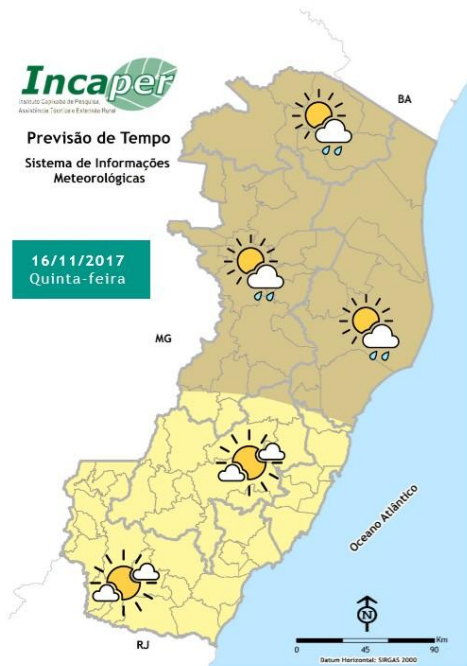 Incaper
Instituto Capixaba de Pesquisa,
Assistência Técnica e Extensão Rural
Previsão de Tempo
Sistema de Informações
Meteorológicas
16/11/2017
Quinta-feira
BA
MG
Oceano Atlântico
RJ
N
Km
0 45 90
Datum Horizontal: SIRGAS 2000